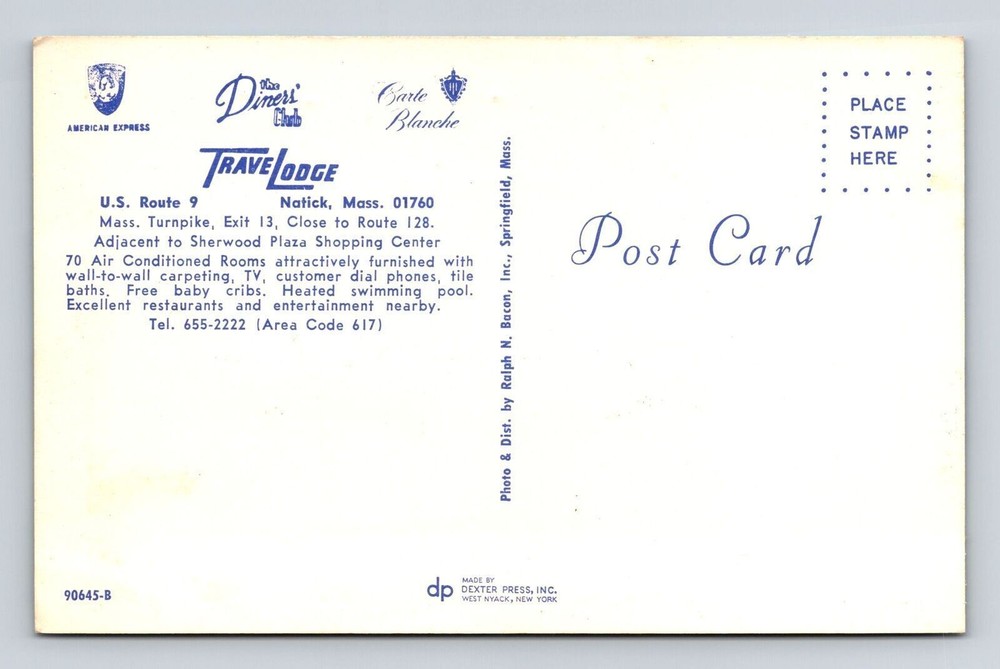 AMERICAN EXPRESS
the
Diners'
Club
Carte
Blanche
TRAVELODGE
U.S. Route 9 Natick, Mass. 01760
Mass. Turnpike, Exit 13, Close to Route 128.
Adjacent to Sherwood Plaza Shopping Center
70 Air Conditioned Rooms attractively furnished with
wall-to-wall carpeting, TV, customer dial phones, tile
baths. Free baby cribs. Heated swimming pool.
Excellent restaurants and entertainment nearby.
Tel. 655-2222 (Area Code 617)
90645-B
Photo & Dist. by Ralph N. Bacon, Inc., Springfield, Mass.
dp
MADE BY
DEXTER PRESS, INC.
WEST NYACK, NEW YORK
PLACE
STAMP
HERE
Post Card